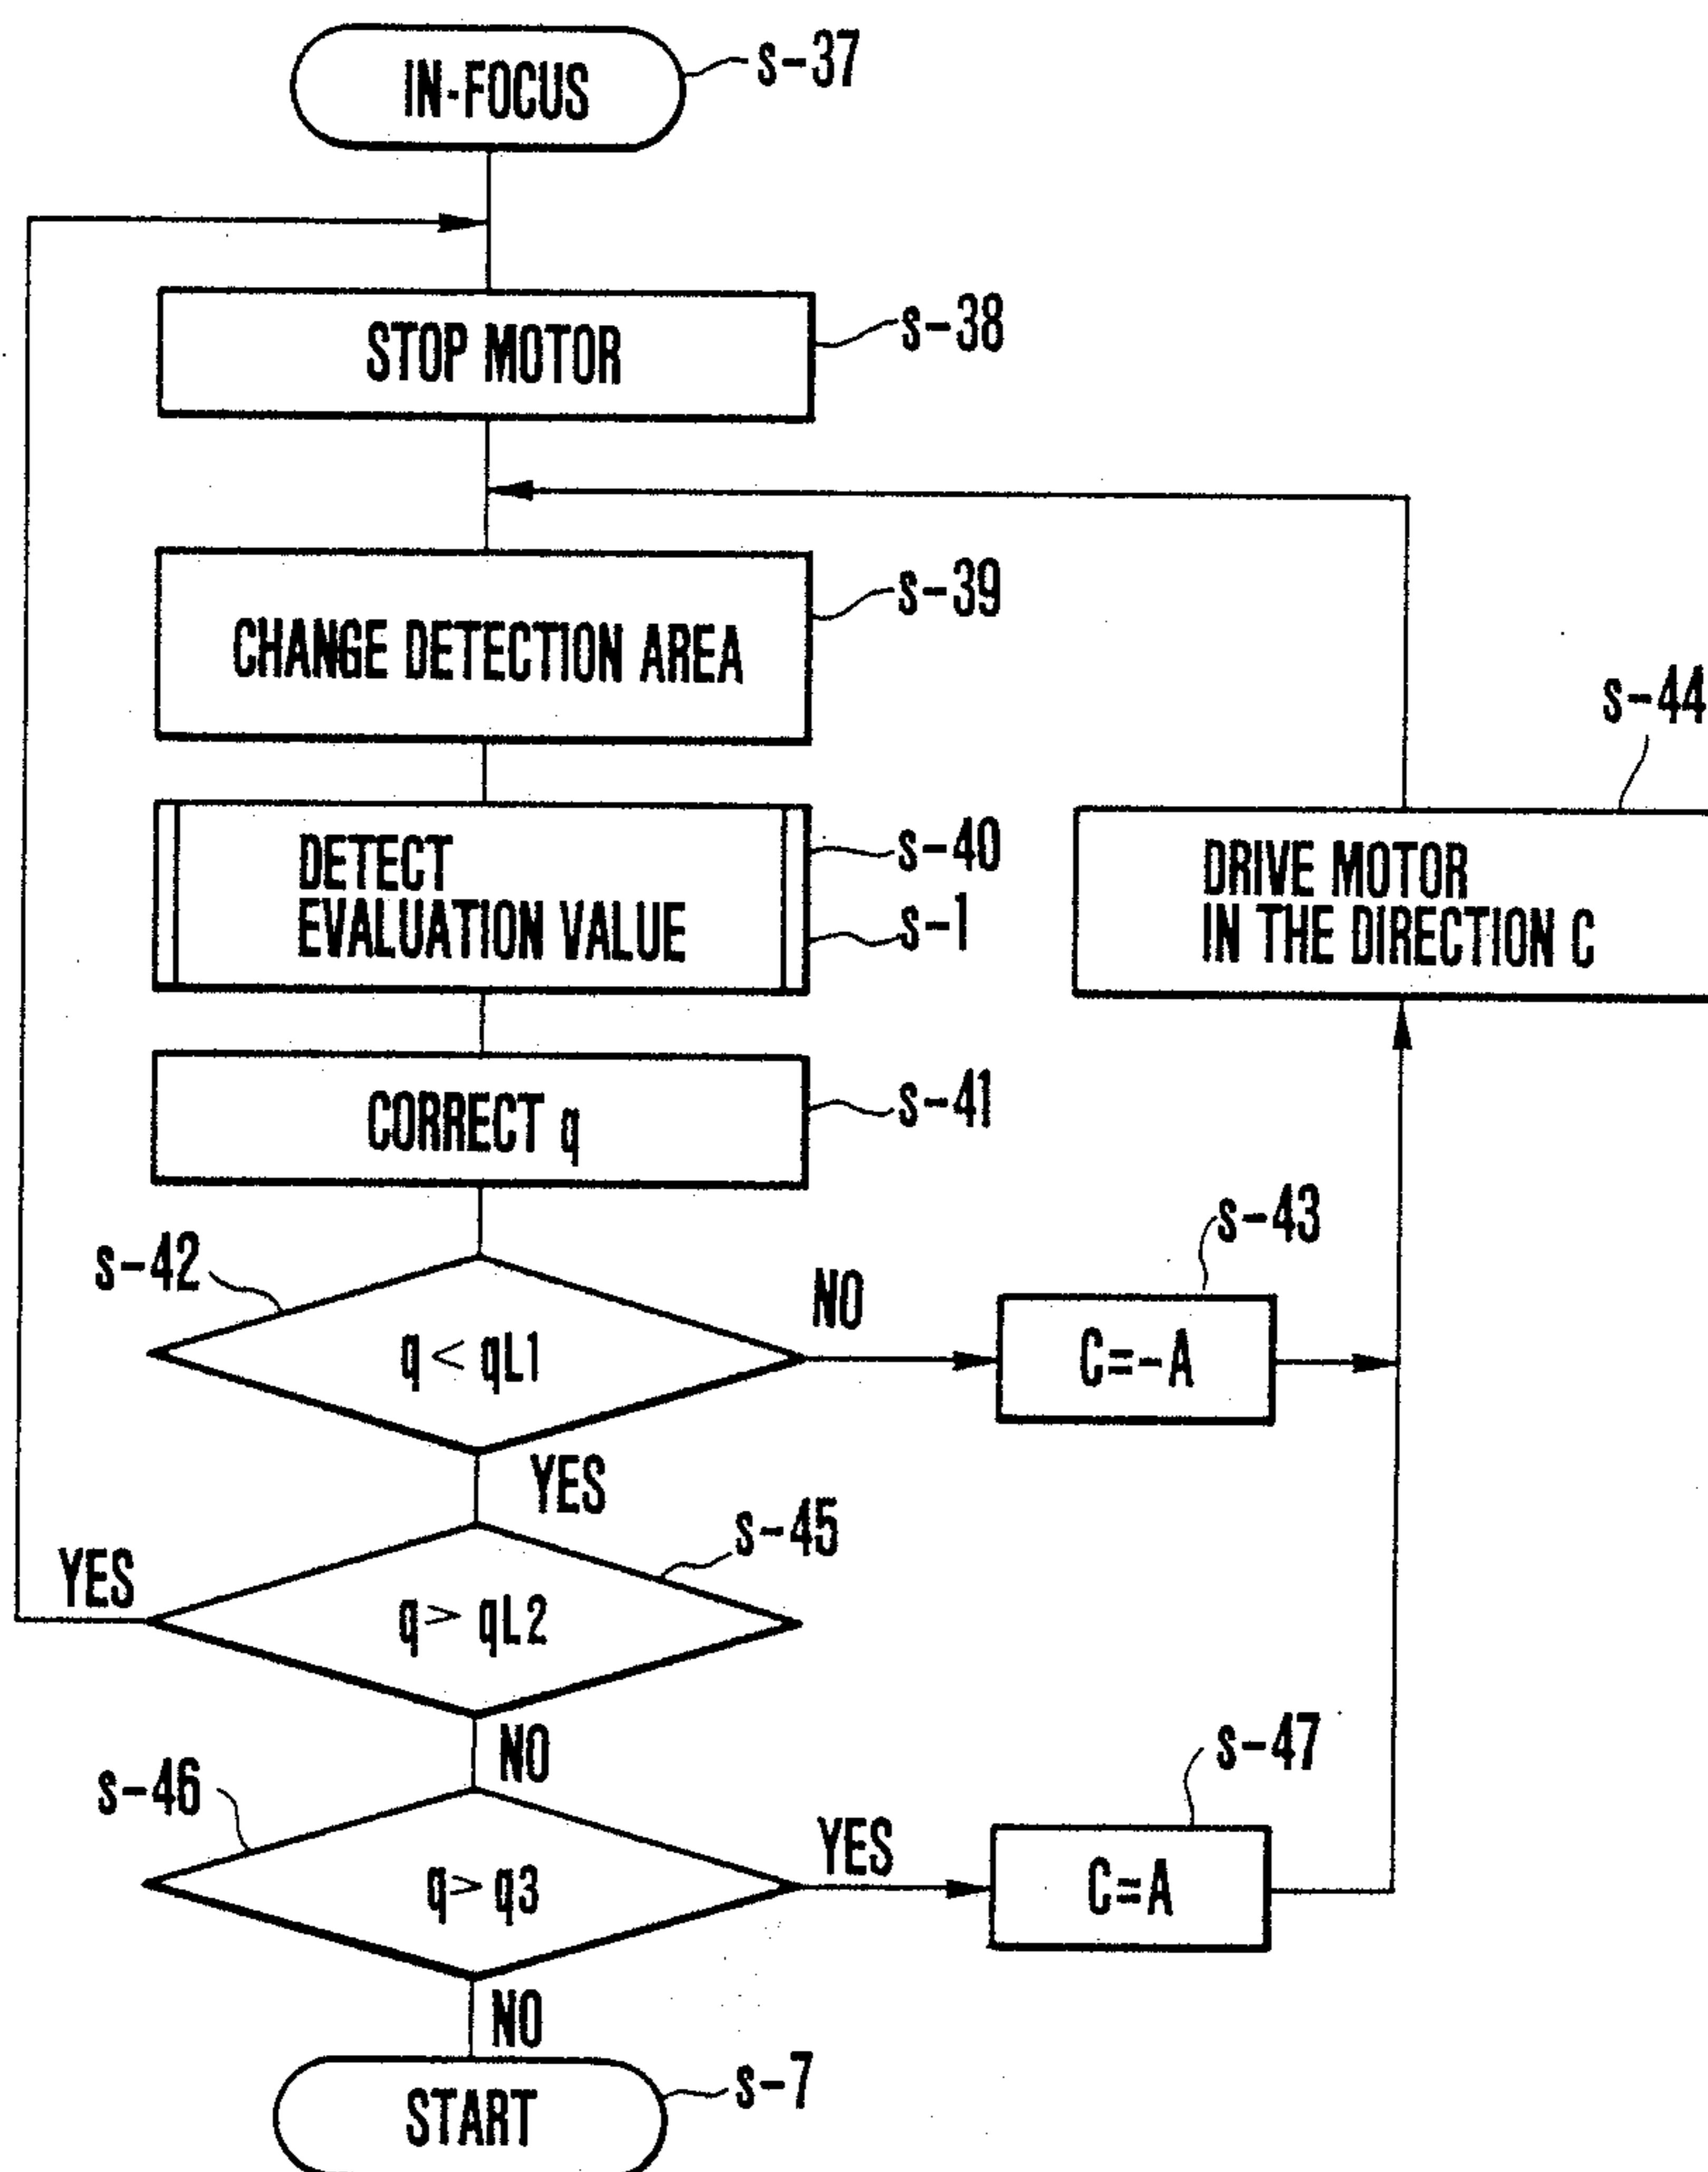 IN-FOCUS
s-37
STOP MOTOR
s-38
CHANGE DETECTION AREA
s-39
DETECT
EVALUATION VALUE
s-40
s-1
DRIVE MOTOR
IN THE DIRECTION C
s-44
CORRECT q
s-41
s-42
q < qL1
NO
C=-A
s-43
YES
s-45
YES
q > qL2
NO
s-46
q > q3
YES
C=A
s-47
NO
START
s-7